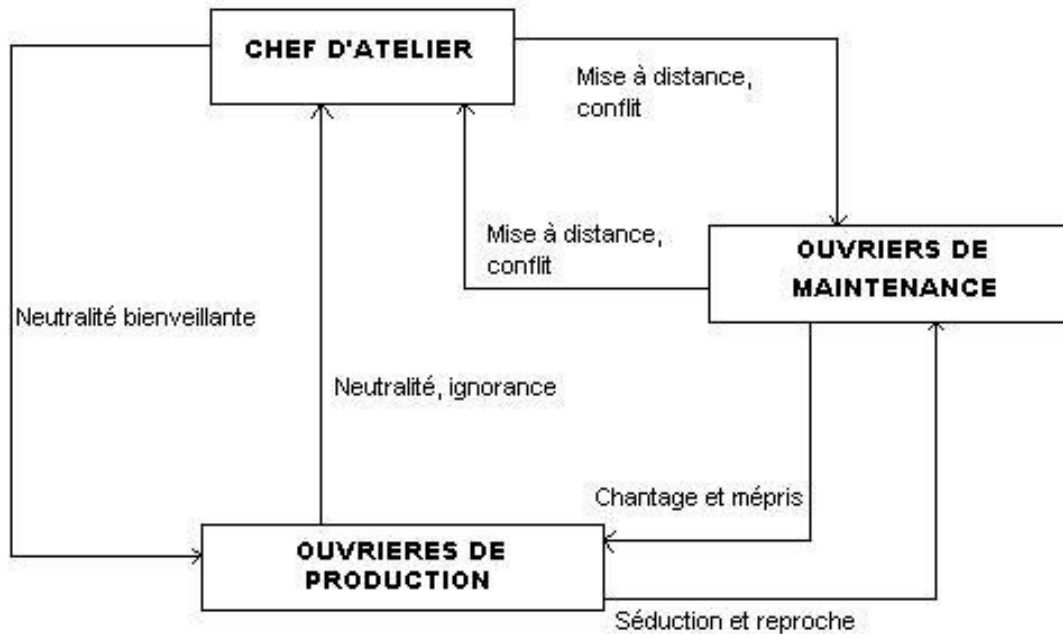 CHEF D'ATELIER
Mise à distance,
conflit
Mise à distance,
conflit
OUVRIERS DE
MAINTENANCE
Neutralité bienveillante
Neutralité, ignorance
Chantage et mépris
OUVRIERES DE
PRODUCTION
Séduction et reproche